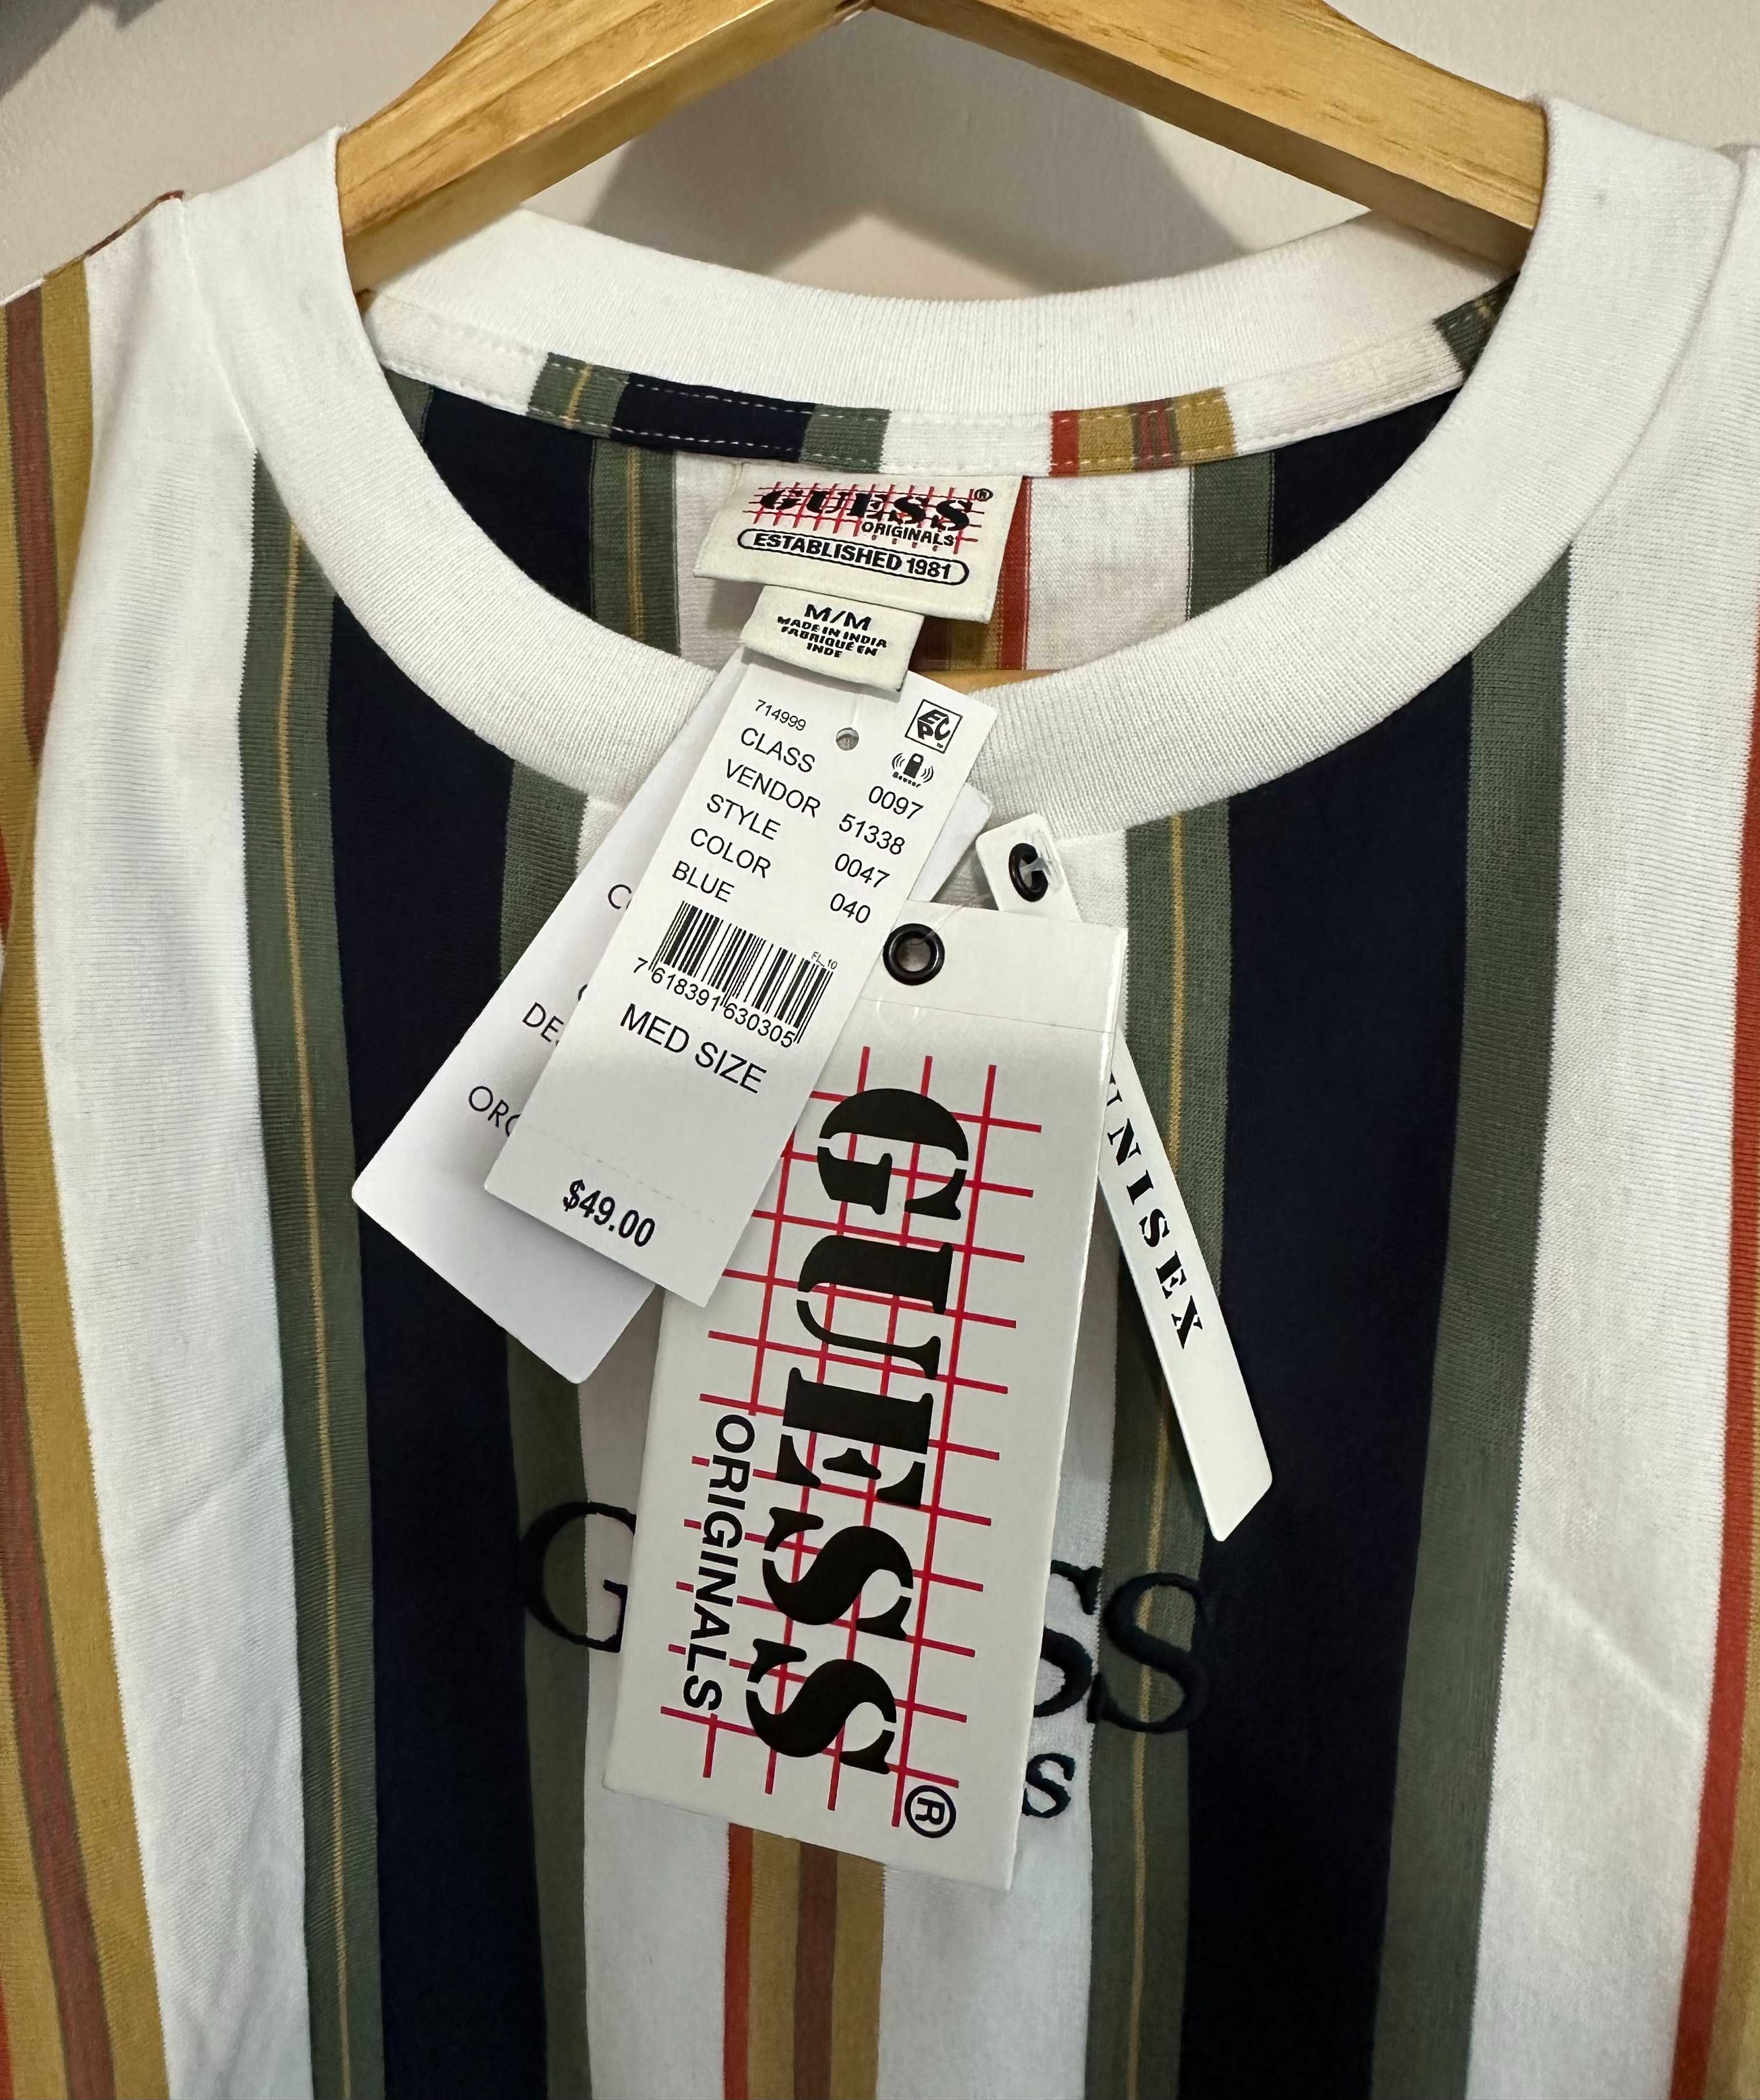 GUESS®
ORIGINALS
ESTABLISHED 1981
M/M
MADE IN INDIA
FABRIQUÉ EN
INDE
714999
CLASS 0097
VENDOR 51338
STYLE 0047
COLOR 040
BLUE
FL_10
7 618391 630305
MED SIZE
$49.00
GUESS®
ORIGINALS
UNISEX